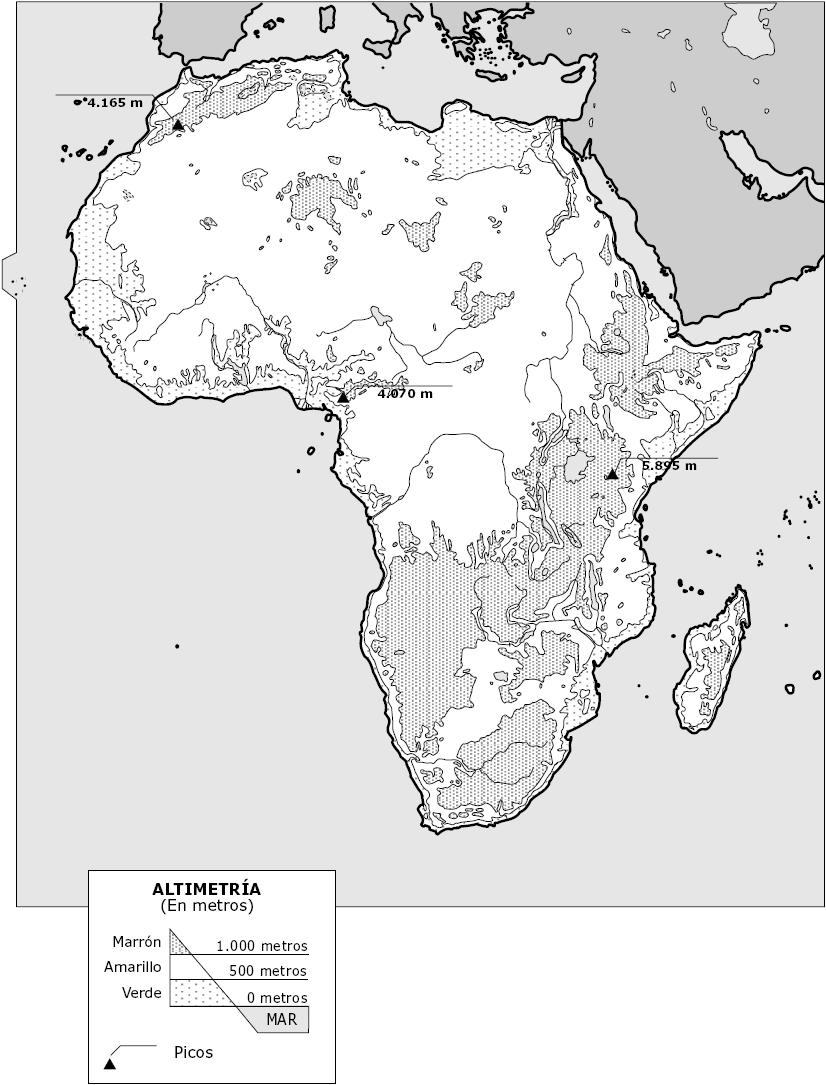 4.165 m
4.070 m
5.895 m
ALTIMETRÍA
(En metros)
Marrón 1.000 metros
Amarillo 500 metros
Verde 0 metros
MAR
Picos